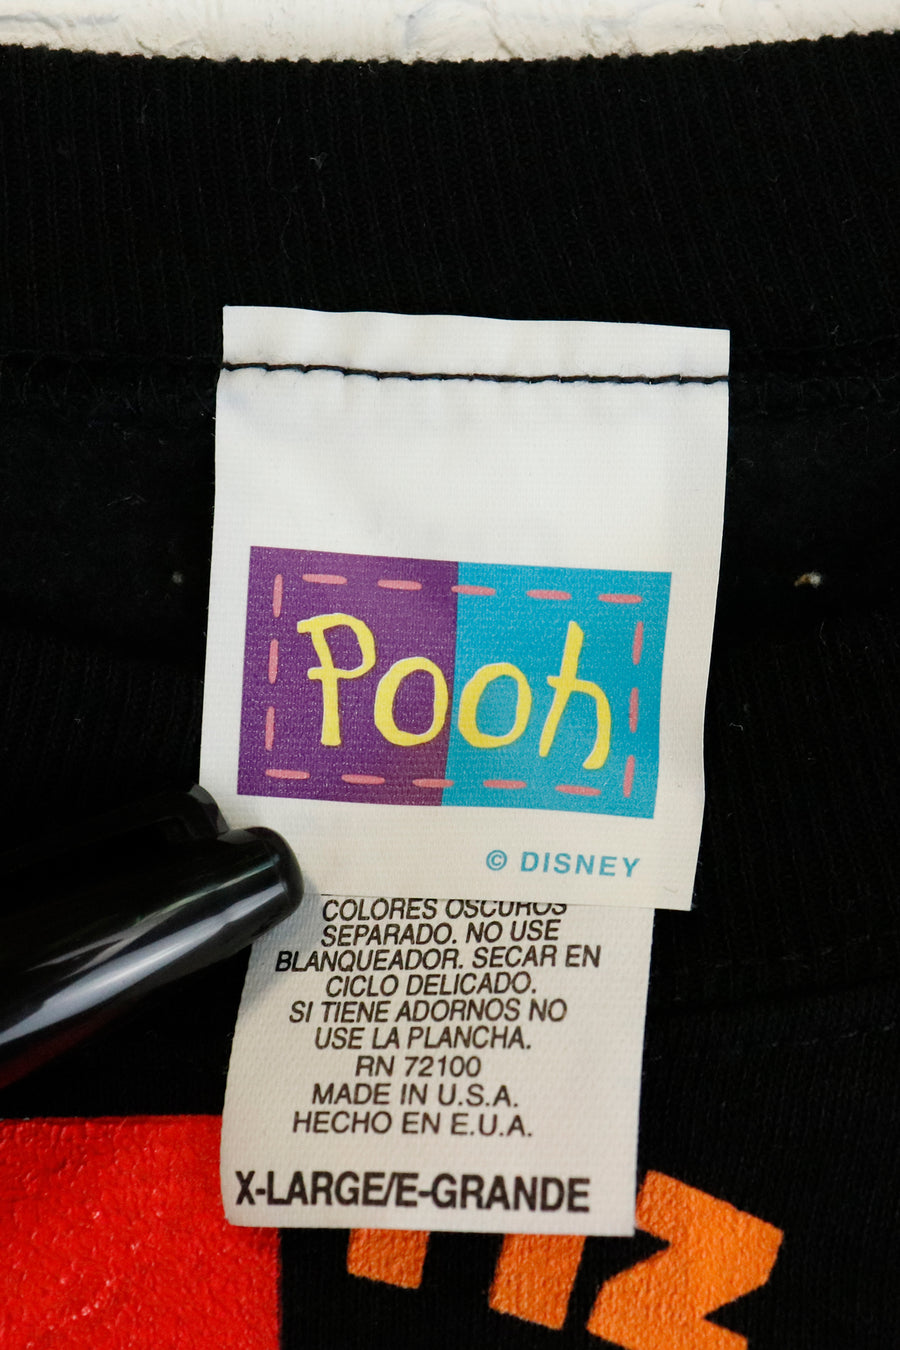 Pooh
© DISNEY
COLORES OSCUROS
SEPARADO. NO USE
BLANQUEADOR. SECAR EN
CICLO DELICADO.
SI TIENE ADORNOS NO
USE LA PLANCHA.
RN 72100
MADE IN U.S.A.
HECHO EN E.U.A.
X-LARGE/E-GRANDE